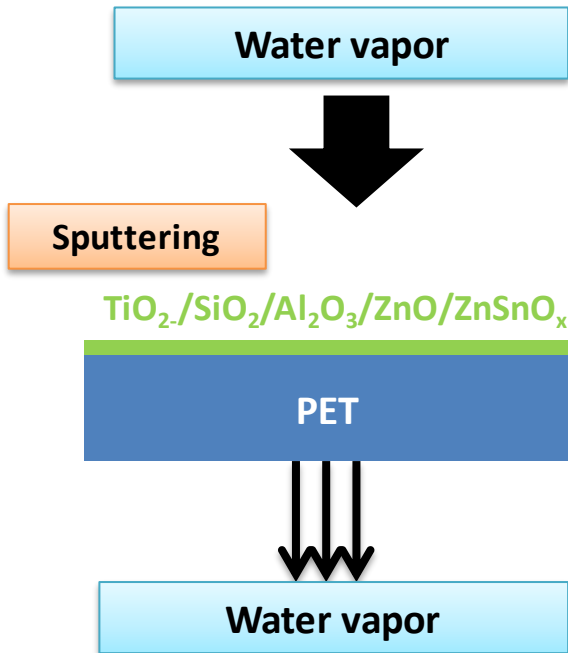 Water vapor
Sputtering
TiO₂₋/SiO₂/Al₂O₃/ZnO/ZnSnOₓ
PET
Water vapor